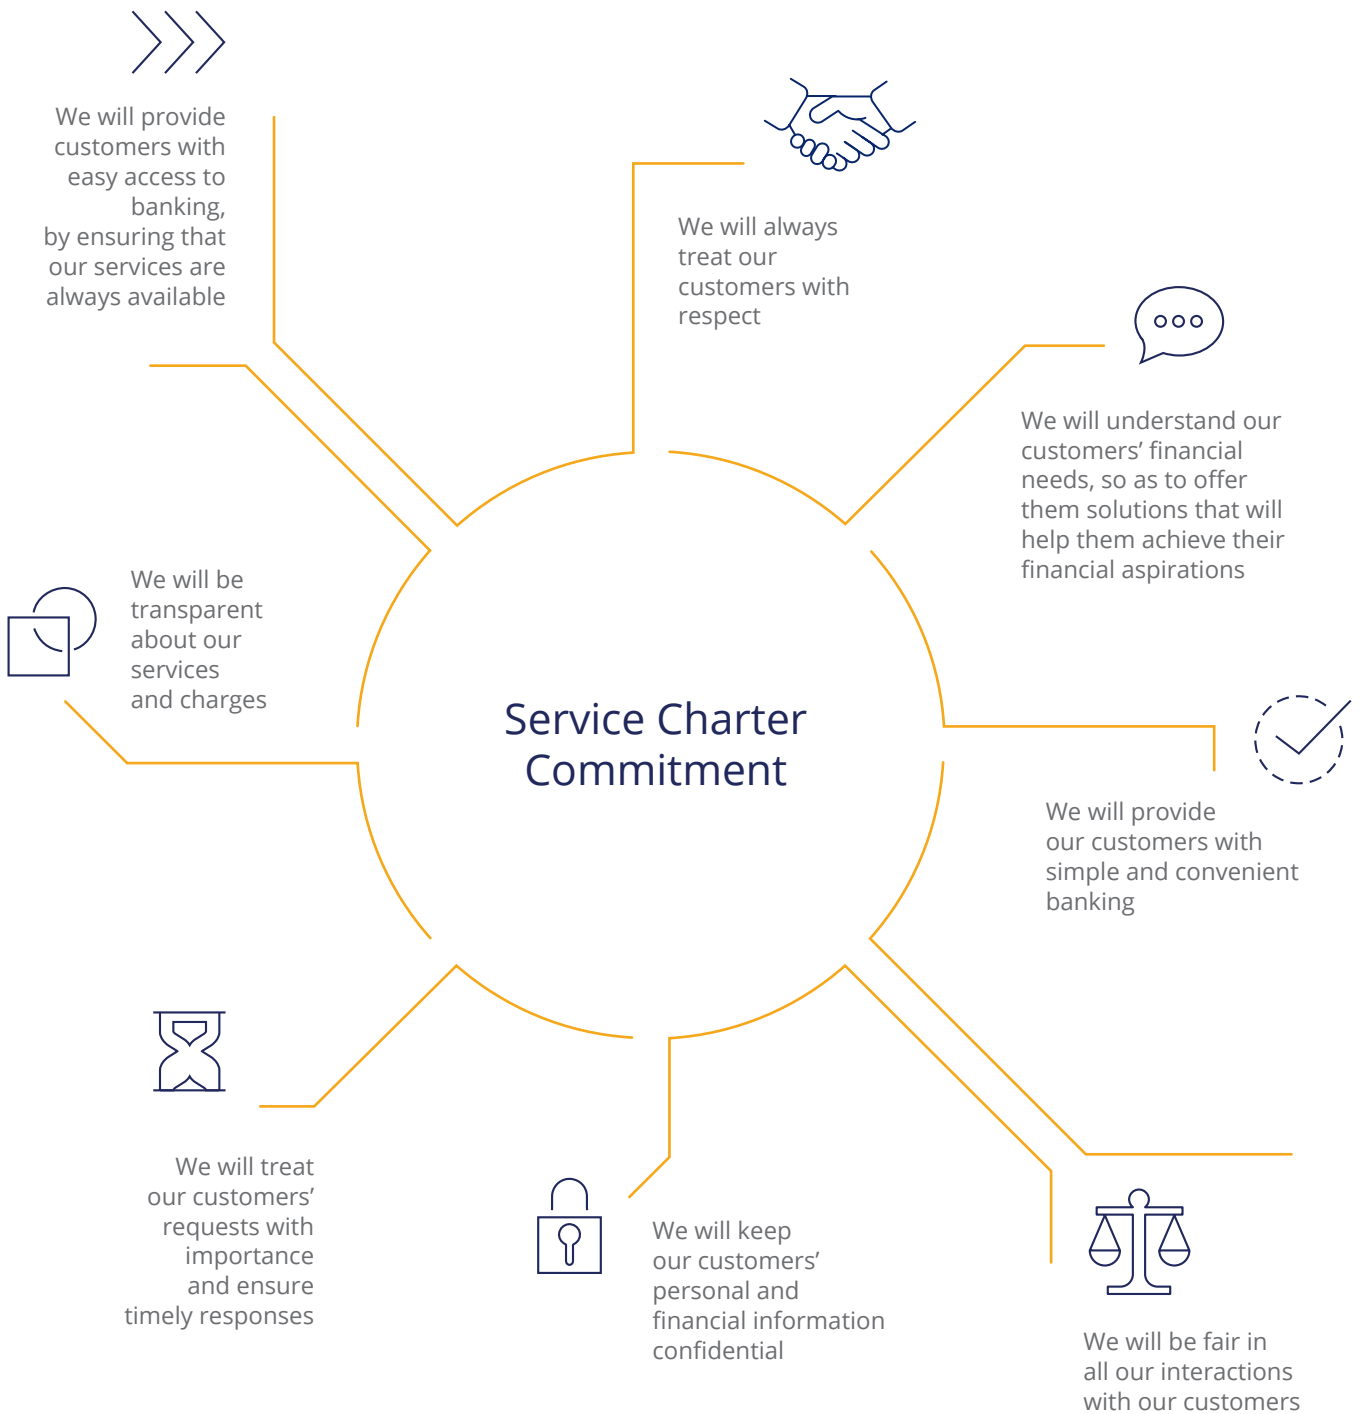 We will provide
customers with
easy access to
banking,
by ensuring that
our services are
always available
We will always
treat our
customers with
respect
We will understand our
customers’ financial
needs, so as to offer
them solutions that will
help them achieve their
financial aspirations
We will be
transparent
about our
services
and charges
Service Charter
Commitment
We will provide
our customers with
simple and convenient
banking
We will treat
our customers’
requests with
importance
and ensure
timely responses
We will keep
our customers’
personal and
financial information
confidential
We will be fair in
all our interactions
with our customers